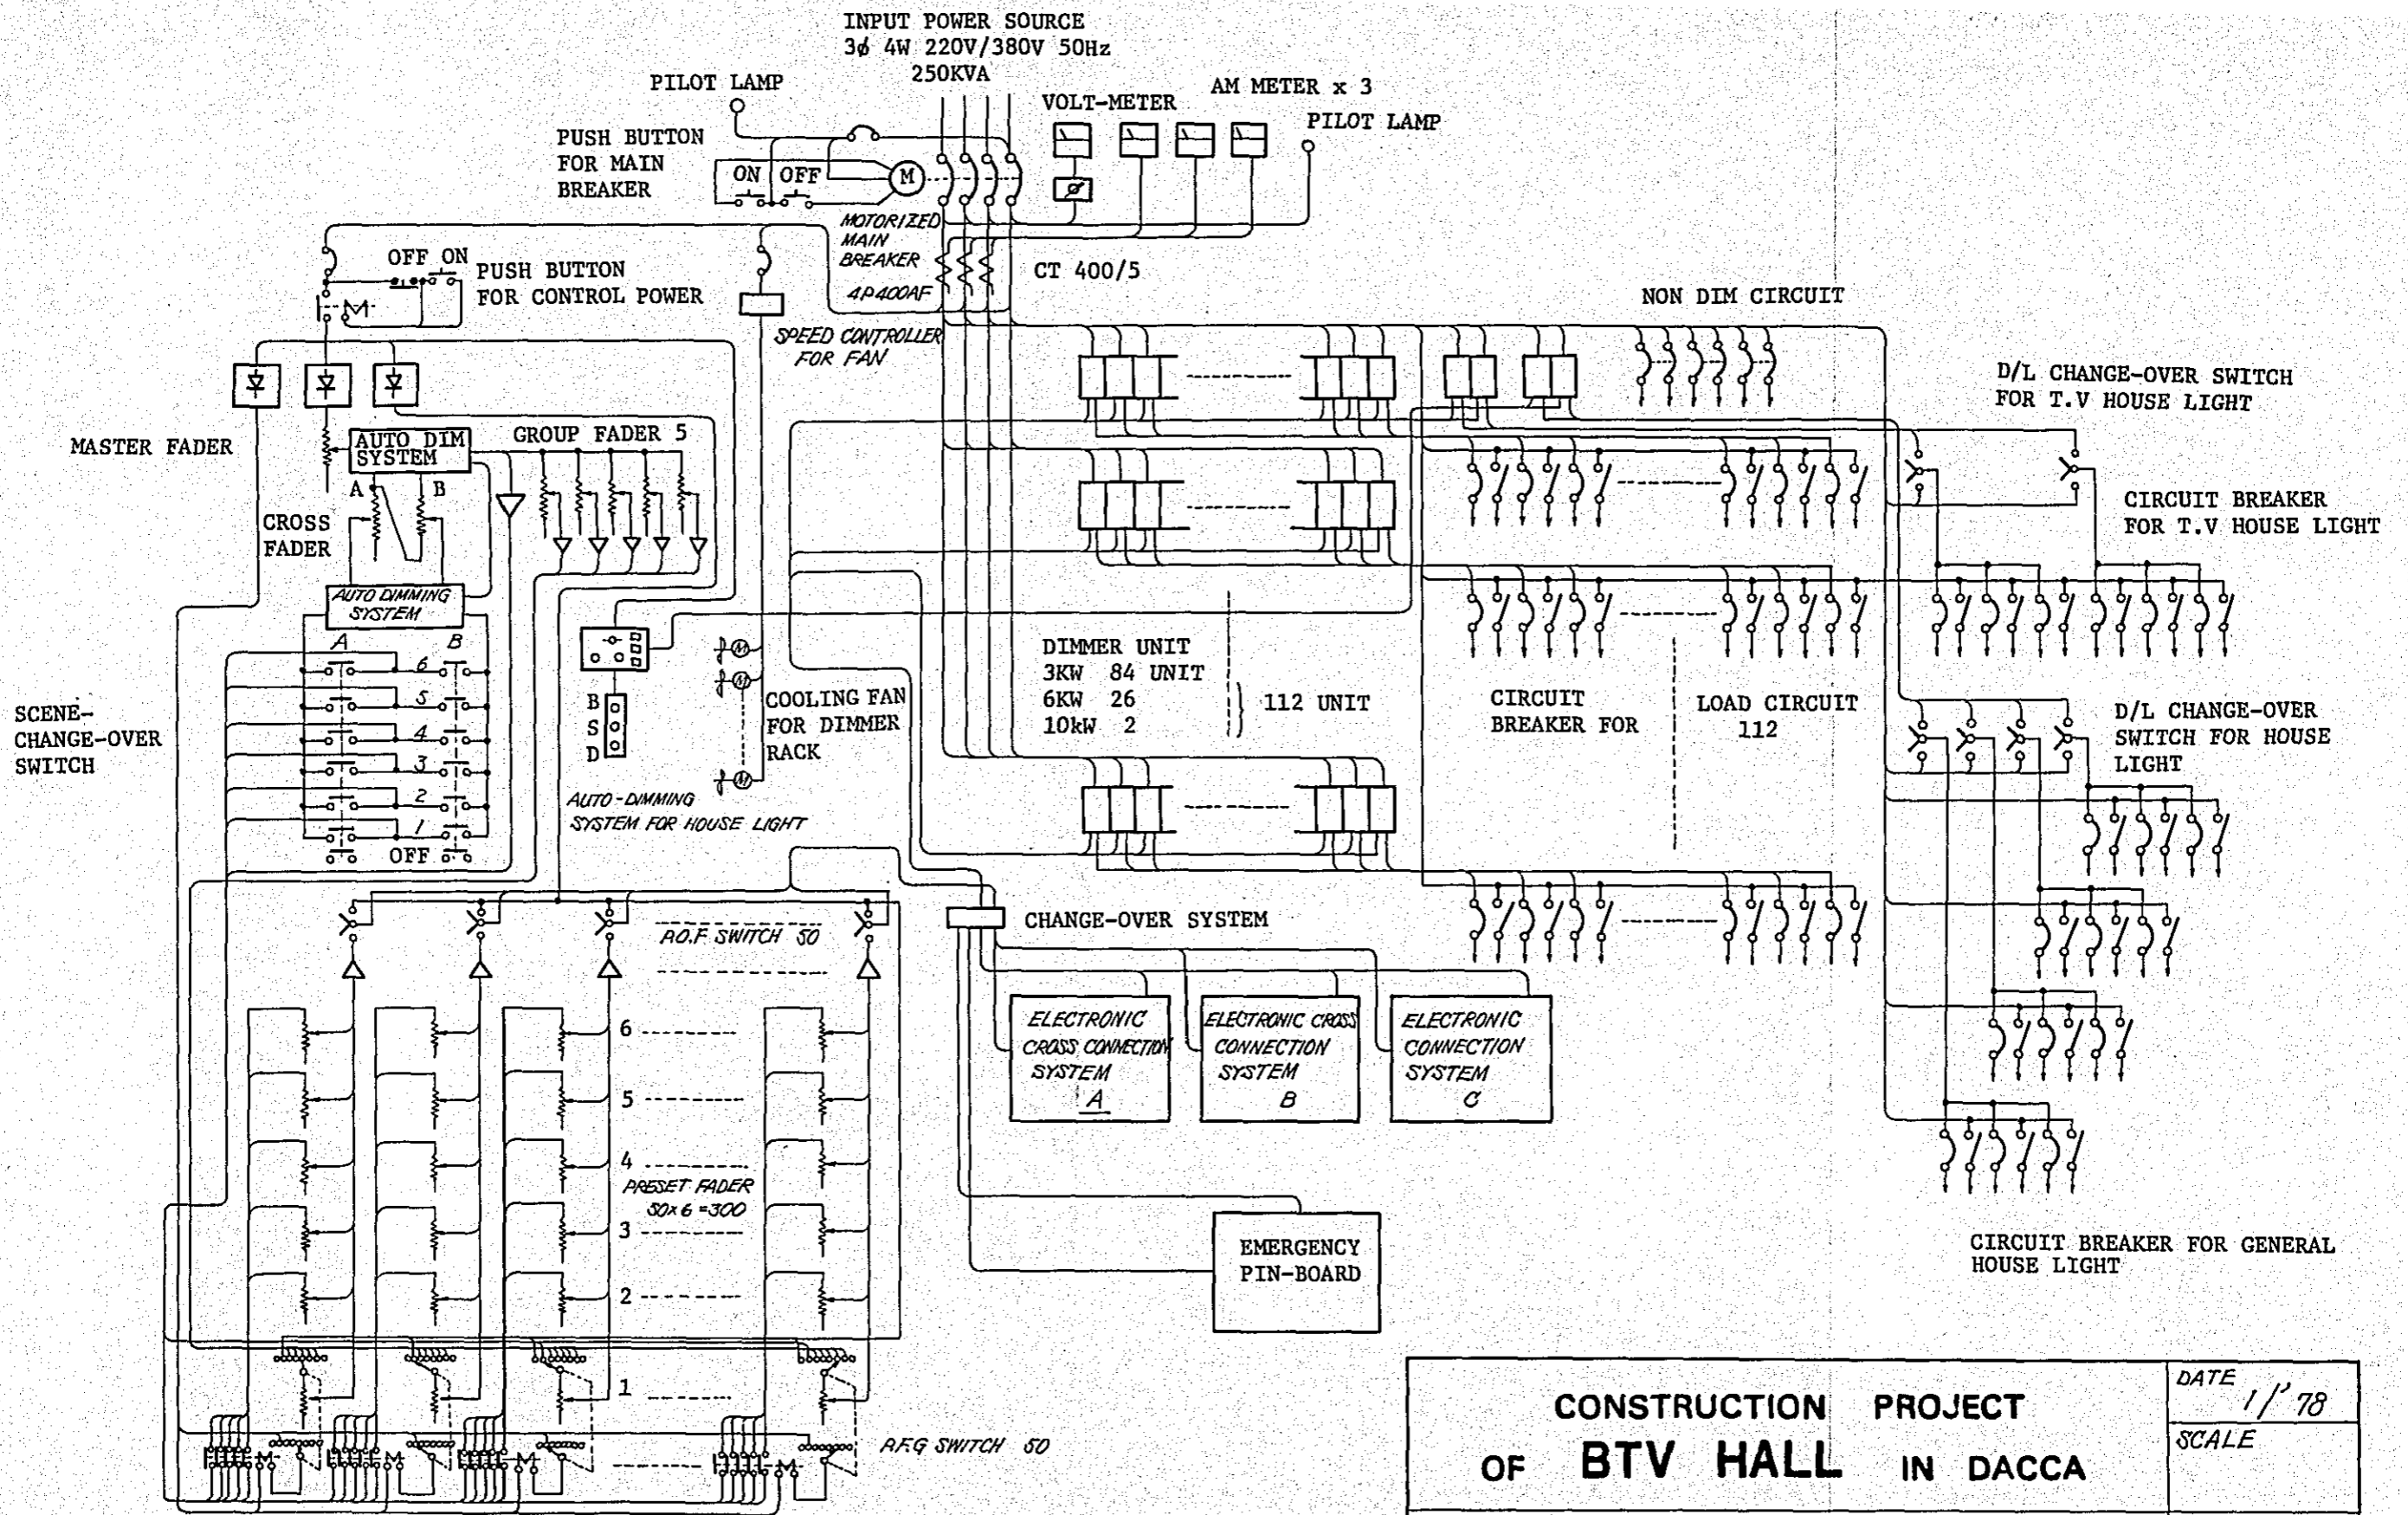 INPUT POWER SOURCE
3ϕ 4W 220V/380V 50Hz
250KVA
PILOT LAMP
VOLT-METER
AM METER x 3
PILOT LAMP
PUSH BUTTON
FOR MAIN
BREAKER
ON OFF
M
MOTORIZED
MAIN
BREAKER
4P400AF
CT 400/5
OFF ON
PUSH BUTTON
FOR CONTROL POWER
SPEED CONTROLLER
FOR FAN
NON DIM CIRCUIT
D/L CHANGE-OVER SWITCH
FOR T.V HOUSE LIGHT
MASTER FADER
AUTO DIM
SYSTEM
GROUP FADER 5
A B
CROSS
FADER
CIRCUIT BREAKER
FOR T.V HOUSE LIGHT
AUTO DIMMING
SYSTEM
A B
6
5
4
3
2
1
OFF
SCENE-
CHANGE-OVER
SWITCH
B
S
D
M
M
M
COOLING FAN
FOR DIMMER
RACK
AUTO-DIMMING
SYSTEM FOR HOUSE LIGHT
DIMMER UNIT
3KW 84 UNIT
6KW 26
10kW 2
112 UNIT
CIRCUIT
BREAKER FOR
LOAD CIRCUIT
112
D/L CHANGE-OVER
SWITCH FOR HOUSE
LIGHT
P.O.F SWITCH 50
CHANGE-OVER SYSTEM
ELECTRONIC
CROSS CONNECTION
SYSTEM
A
ELECTRONIC CROSS
CONNECTION
SYSTEM
B
ELECTRONIC
CONNECTION
SYSTEM
C
6
5
4
PRESET FADER
50x6=300
3
2
1
P.F.G SWITCH 50
EMERGENCY
PIN-BOARD
CIRCUIT BREAKER FOR GENERAL
HOUSE LIGHT
CONSTRUCTION PROJECT
OF BTV HALL IN DACCA
DATE
1/'78
SCALE